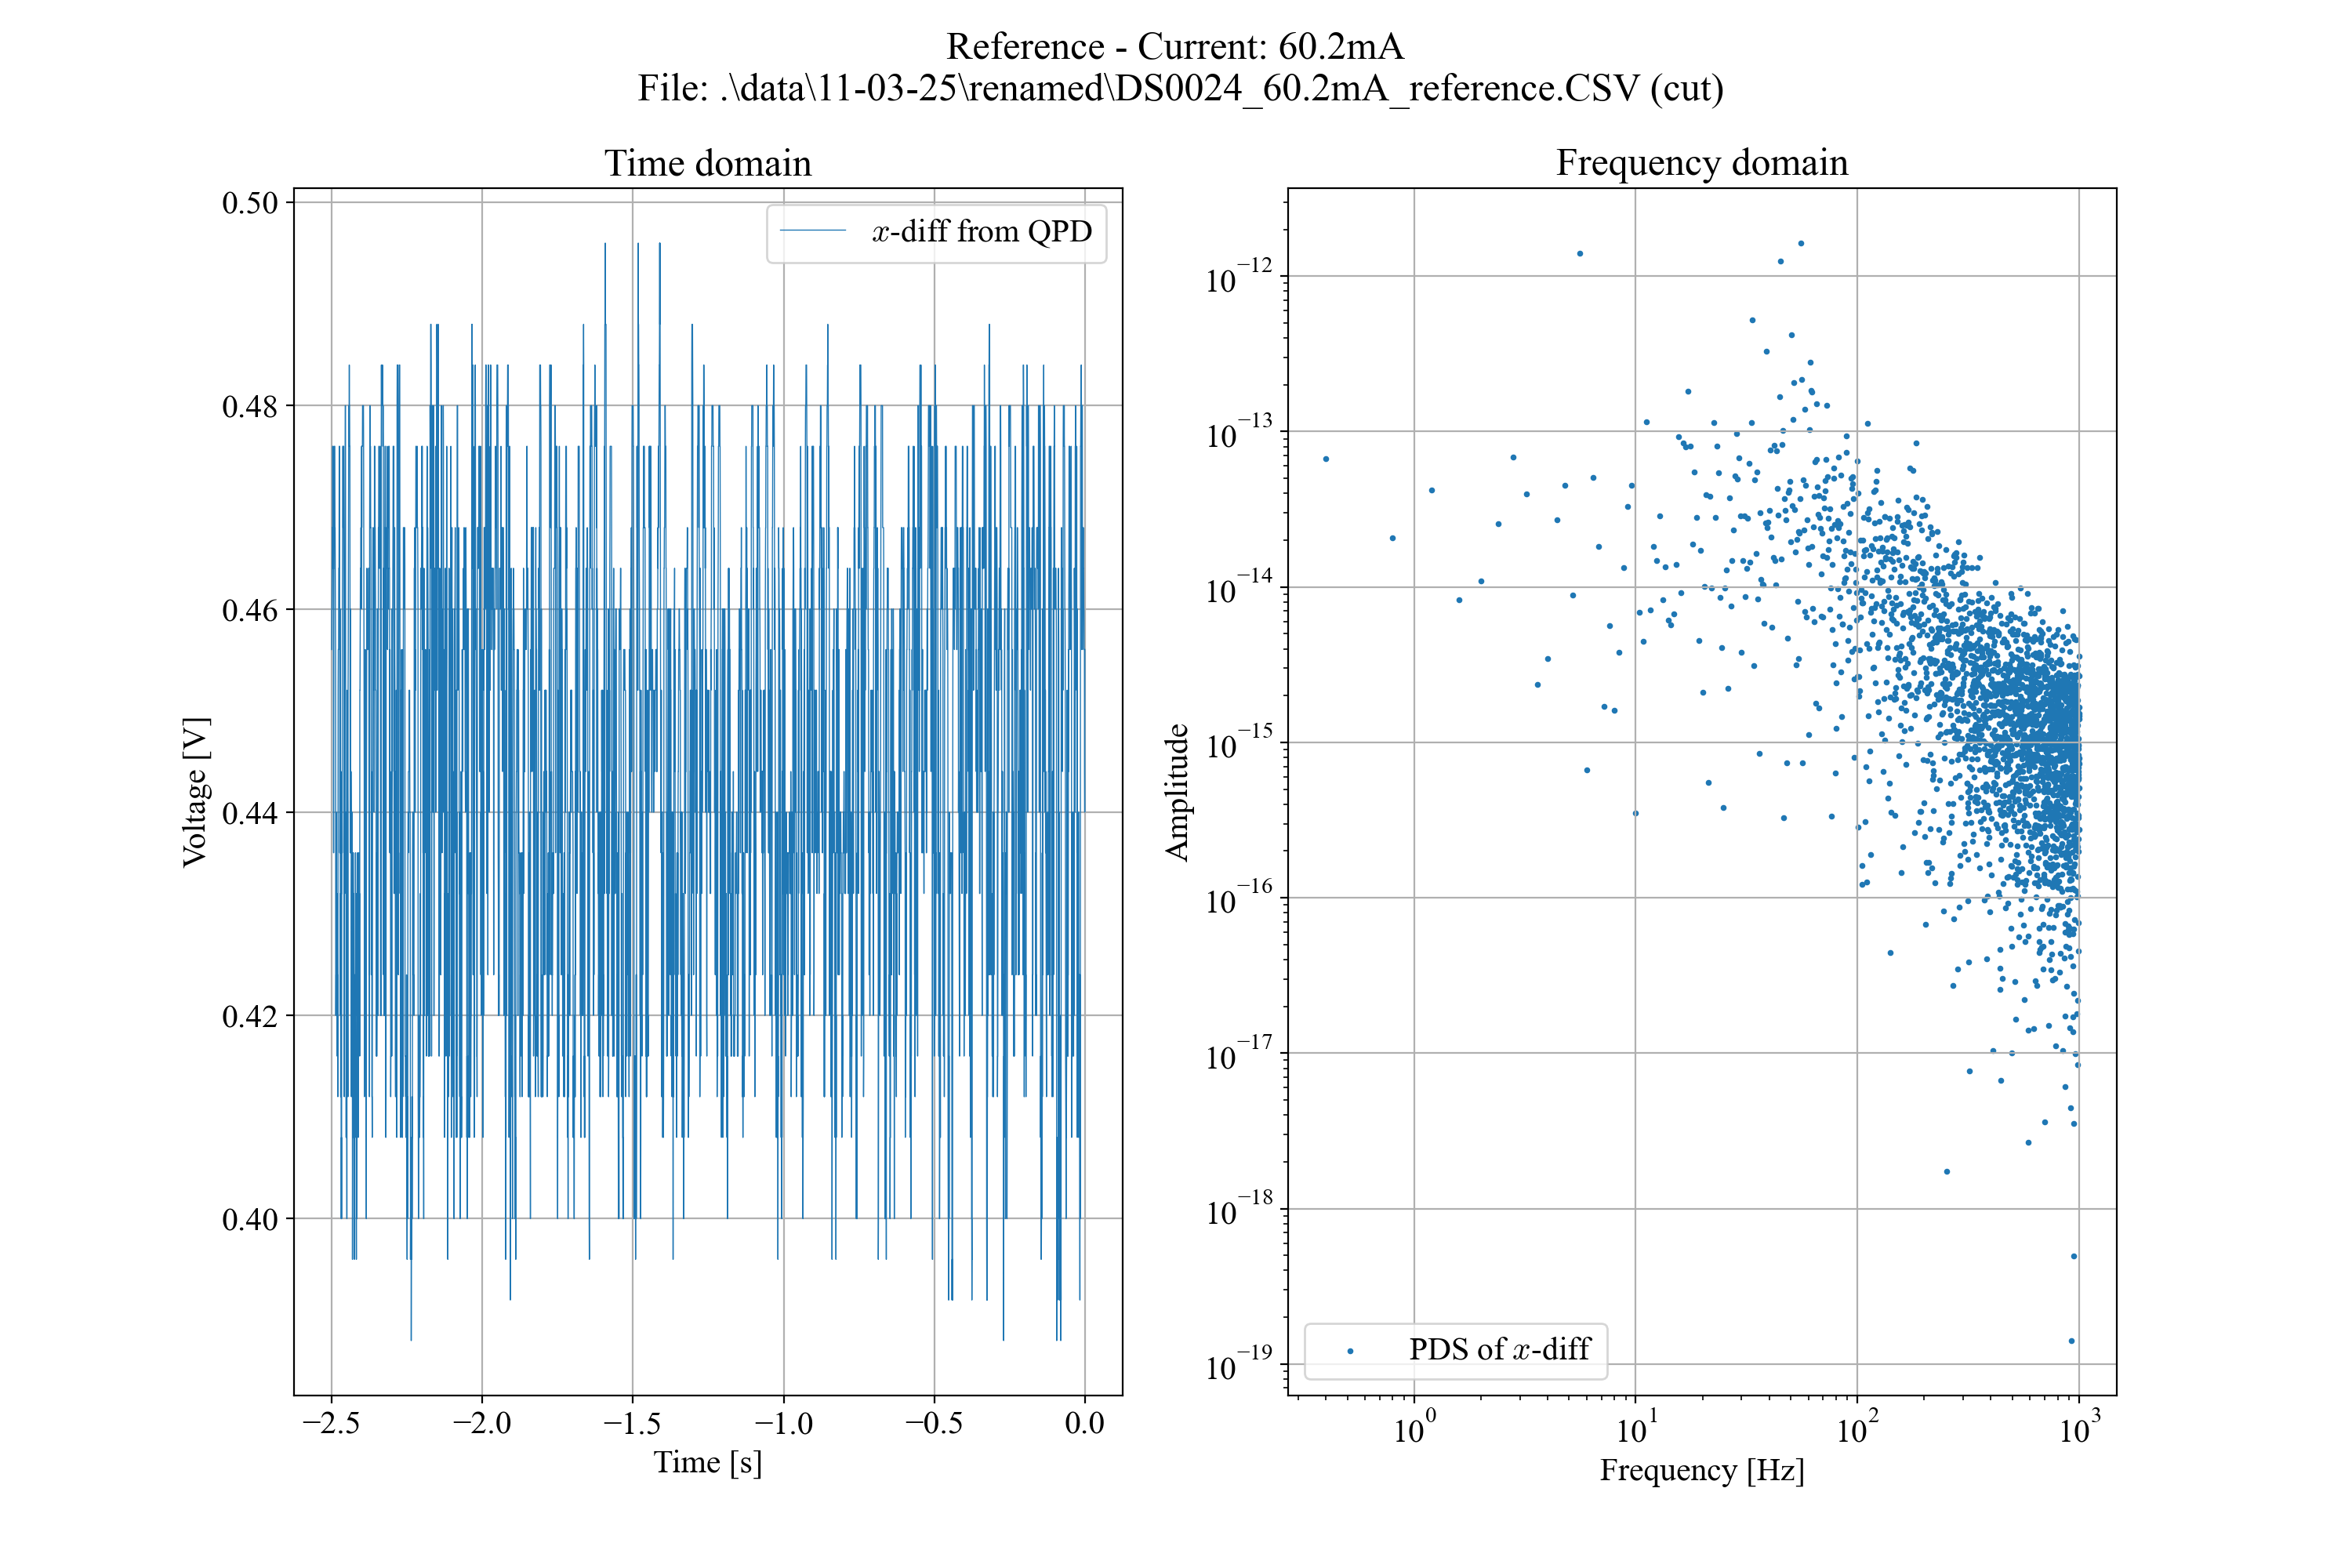 Reference - Current: 60.2mA
File: .\data\11-03-25\renamed\DS0024_60.2mA_reference.CSV (cut)
Time domain
x-diff from QPD
0.50
0.48
0.46
0.44
0.42
0.40
Voltage [V]
−2.5 −2.0 −1.5 −1.0 −0.5 0.0
Time [s]
Frequency domain
10⁻¹²
10⁻¹³
10⁻¹⁴
10⁻¹⁵
10⁻¹⁶
10⁻¹⁷
10⁻¹⁸
10⁻¹⁹
Amplitude
PDS of x-diff
10⁰ 10¹ 10² 10³
Frequency [Hz]